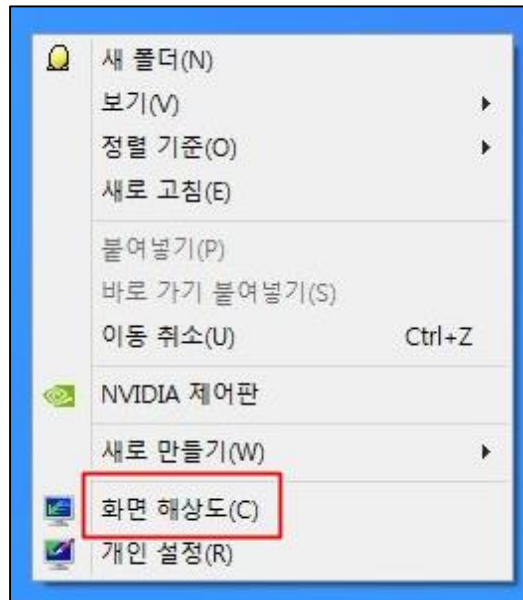 새 폴더(N)
보기(V)
정렬 기준(O)
새로 고침(E)
붙여넣기(P)
바로 가기 붙여넣기(S)
이동 취소(U) Ctrl+Z
NVIDIA 제어판
새로 만들기(W)
화면 해상도(C)
개인 설정(R)